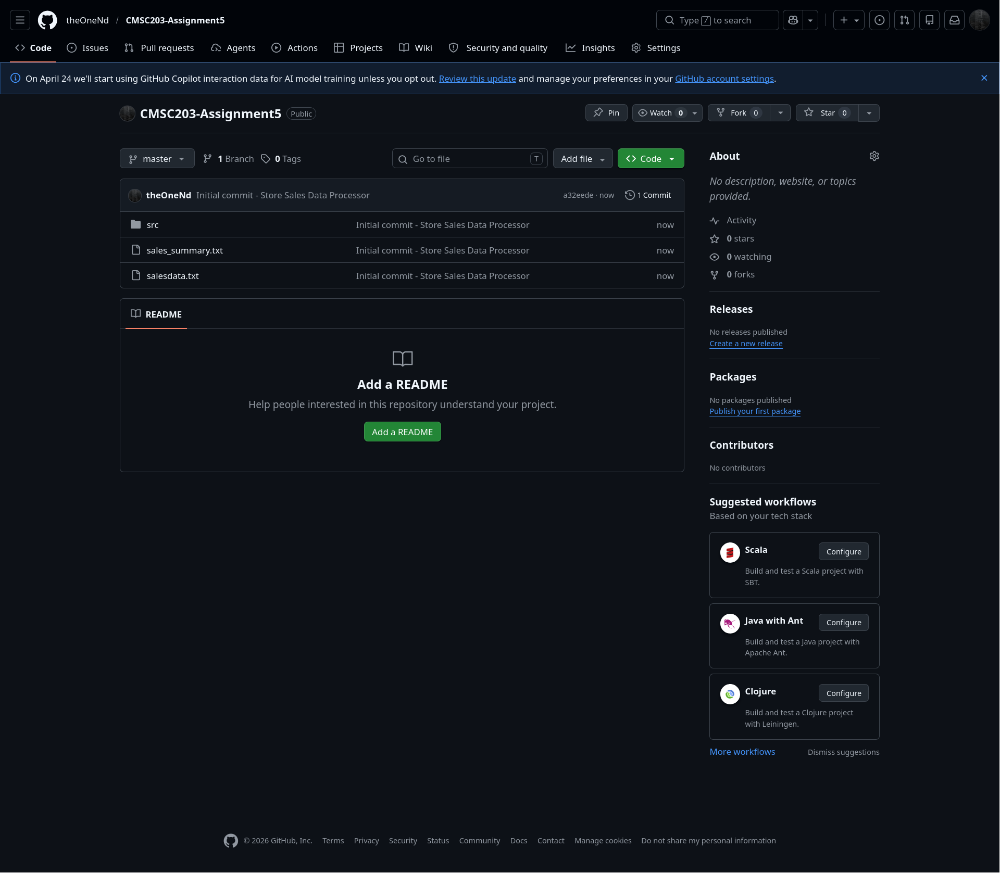 theOneNd / CMSC203-Assignment5
Type / to search
Code Issues Pull requests Agents Actions Projects Wiki Security and quality Insights Settings
On April 24 we'll start using GitHub Copilot interaction data for AI model training unless you opt out. Review this update and manage your preferences in your GitHub account settings.
CMSC203-Assignment5 Public
Pin Watch 0 Fork 0 Star 0
master 1 Branch 0 Tags
Go to file T Add file Code
theOneNd Initial commit - Store Sales Data Processor a32eede · now 1 Commit
src Initial commit - Store Sales Data Processor now
sales_summary.txt Initial commit - Store Sales Data Processor now
salesdata.txt Initial commit - Store Sales Data Processor now
README
Add a README
Help people interested in this repository understand your project.
Add a README
About
No description, website, or topics
provided.
Activity
0 stars
0 watching
0 forks
Releases
No releases published
Create a new release
Packages
No packages published
Publish your first package
Contributors
No contributors
Suggested workflows
Based on your tech stack
Scala Configure
Build and test a Scala project with
SBT.
Java with Ant Configure
Build and test a Java project with
Apache Ant.
Clojure Configure
Build and test a Clojure project
with Leiningen.
More workflows Dismiss suggestions
© 2026 GitHub, Inc. Terms Privacy Security Status Community Docs Contact Manage cookies Do not share my personal information